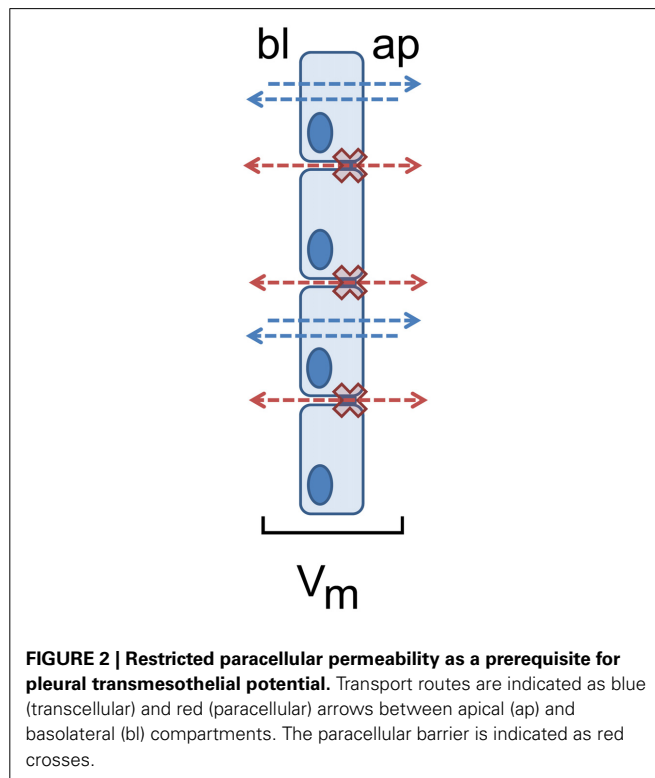 bl ap
Vm
FIGURE 2 | Restricted paracellular permeability as a prerequisite for
pleural transmesothelial potential. Transport routes are indicated as blue
(transcellular) and red (paracellular) arrows between apical (ap) and
basolateral (bl) compartments. The paracellular barrier is indicated as red
crosses.